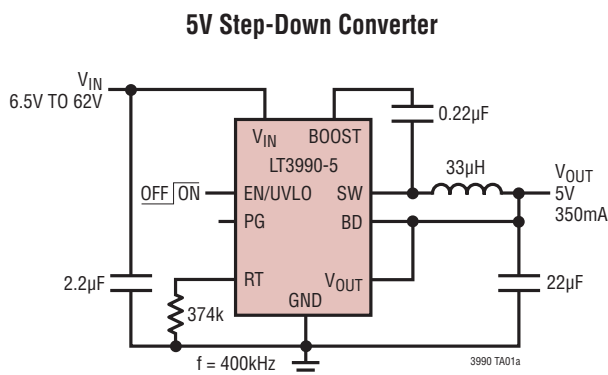 5V Step-Down Converter
VIN
6.5V TO 62V
VIN BOOST
0.22µF
LT3990-5
OFF ON
EN/UVLO SW
33µH
VOUT
5V
350mA
PG BD
2.2µF
RT VOUT
22µF
374k
GND
f = 400kHz
3990 TA01a